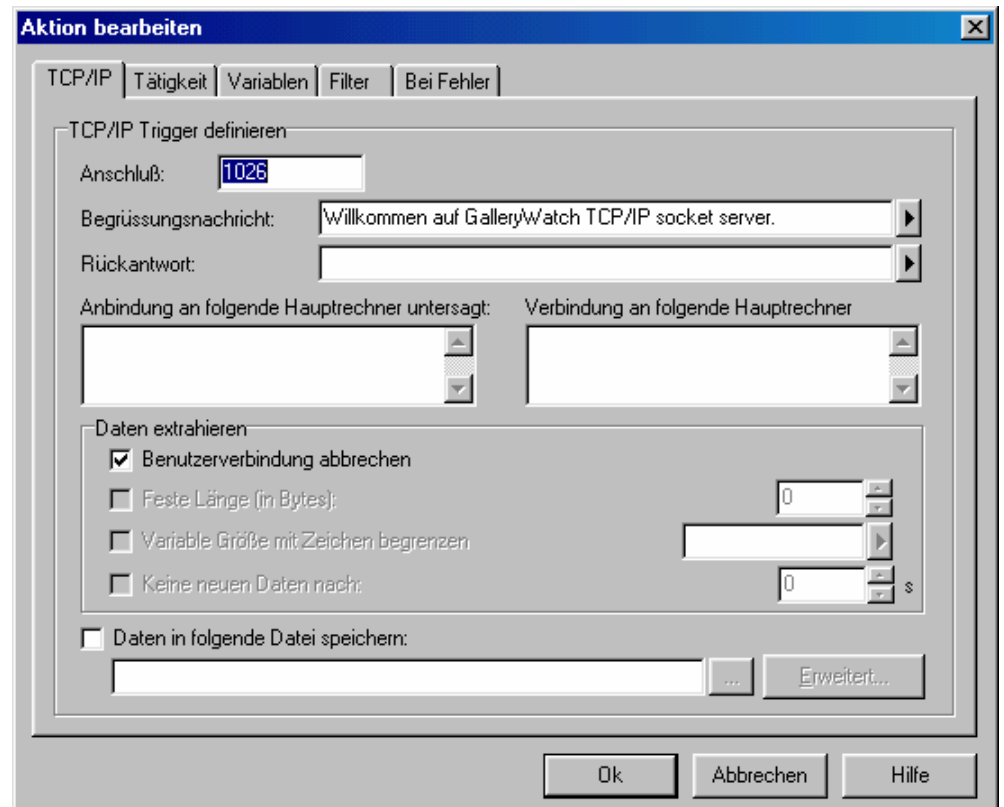 Aktion bearbeiten
TCP/IP Tätigkeit Variablen Filter Bei Fehler
TCP/IP Trigger definieren
Anschluß: 1026
Begrüssungsnachricht: Willkommen auf GalleryWatch TCP/IP socket server.
Rückantwort:
Anbindung an folgende Hauptrechner untersagt: Verbindung an folgende Hauptrechner
Daten extrahieren
Benutzerverbindung abbrechen
Feste Länge (in Bytes): 0
Variable Größe mit Zeichen begrenzen
Keine neuen Daten nach: 0 s
Daten in folgende Datei speichern:
... Erweitert...
Ok Abbrechen Hilfe